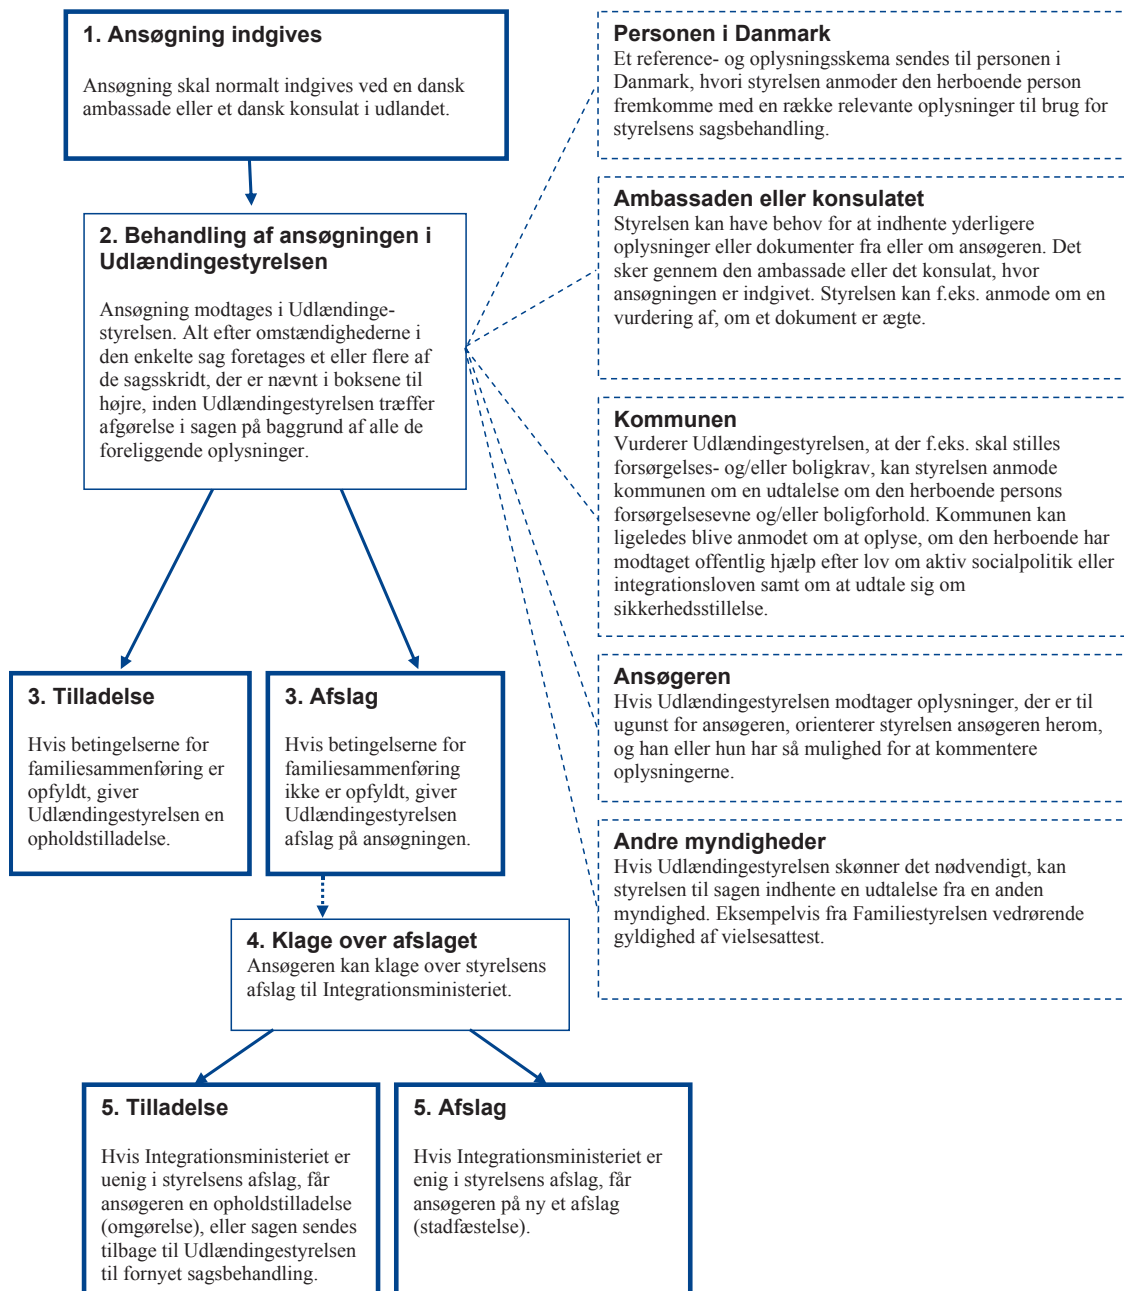 1. Ansøgning indgives
Ansøgning skal normalt indgives ved en dansk
ambassade eller et dansk konsulat i udlandet.
2. Behandling af ansøgningen i
Udlændingestyrelsen
Ansøgning modtages i Udlændinge-
styrelsen. Alt efter omstændighederne i
den enkelte sag foretages et eller flere af
de sagsskridt, der er nævnt i boksene til
højre, inden Udlændingestyrelsen træffer
afgørelse i sagen på baggrund af alle de
foreliggende oplysninger.
Personen i Danmark
Et reference- og oplysningsskema sendes til personen i
Danmark, hvori styrelsen anmoder den herboende person
fremkomme med en række relevante oplysninger til brug for
styrelsens sagsbehandling.
Ambassaden eller konsulatet
Styrelsen kan have behov for at indhente yderligere
oplysninger eller dokumenter fra eller om ansøgeren. Det
sker gennem den ambassade eller det konsulat, hvor
ansøgningen er indgivet. Styrelsen kan f.eks. anmode om en
vurdering af, om et dokument er ægte.
Kommunen
Vurderer Udlændingestyrelsen, at der f.eks. skal stilles
forsørgelses- og/eller boligkrav, kan styrelsen anmode
kommunen om en udtalelse om den herboende persons
forsørgelsesevne og/eller boligforhold. Kommunen kan
ligeledes blive anmodet om at oplyse, om den herboende har
modtaget offentlig hjælp efter lov om aktiv socialpolitik eller
integrationsloven samt om at udtale sig om
sikkerhedsstillelse.
Ansøgeren
Hvis Udlændingestyrelsen modtager oplysninger, der er til
ugunst for ansøgeren, orienterer styrelsen ansøgeren herom,
og han eller hun har så mulighed for at kommentere
oplysningerne.
Andre myndigheder
Hvis Udlændingestyrelsen skønner det nødvendigt, kan
styrelsen til sagen indhente en udtalelse fra en anden
myndighed. Eksempelvis fra Familiestyrelsen vedrørende
gyldighed af vielsesattest.
3. Tilladelse
Hvis betingelserne for
familiesammenføring er
opfyldt, giver
Udlændingestyrelsen en
opholdstilladelse.
3. Afslag
Hvis betingelserne for
familiesammenføring
ikke er opfyldt, giver
Udlændingestyrelsen
afslag på ansøgningen.
4. Klage over afslaget
Ansøgeren kan klage over styrelsens
afslag til Integrationsministeriet.
5. Tilladelse
Hvis Integrationsministeriet er
uenig i styrelsens afslag, får
ansøgeren en opholdstilladelse
(omgørelse), eller sagen sendes
tilbage til Udlændingestyrelsen
til fornyet sagsbehandling.
5. Afslag
Hvis Integrationsministeriet er
enig i styrelsens afslag, får
ansøgeren på ny et afslag
(stadfæstelse).